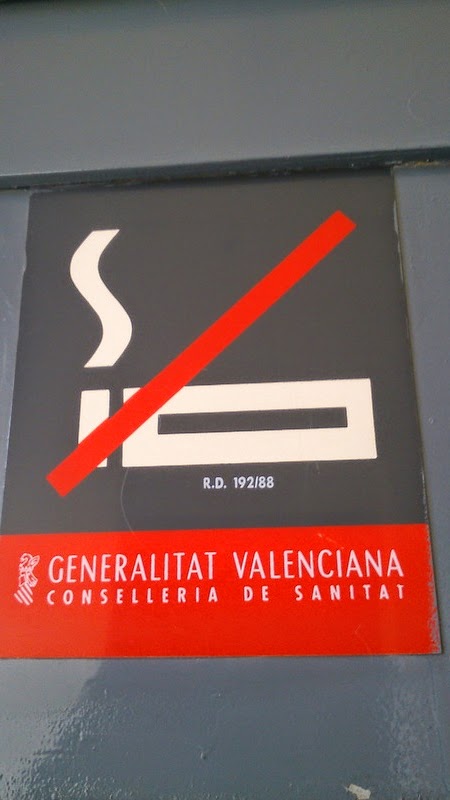 R.D. 192/88
GENERALITAT VALENCIANA
CONSELLERIA DE SANITAT